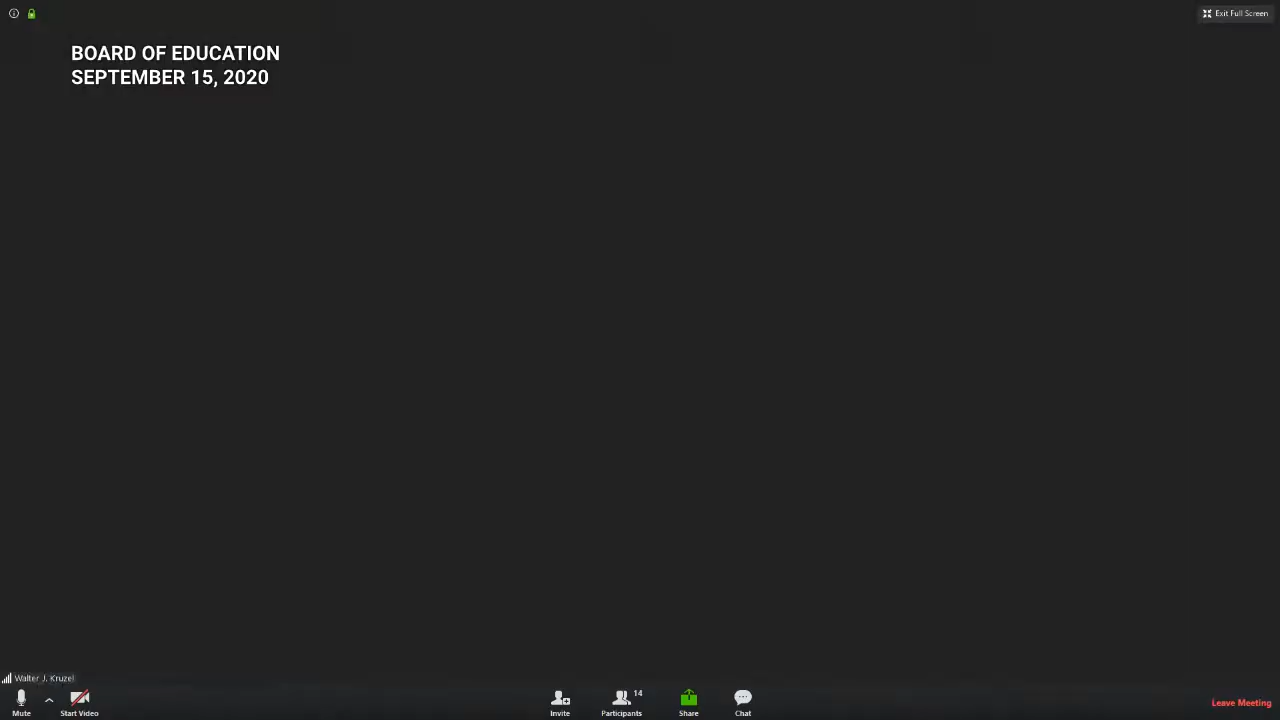 Exit Full Screen
BOARD OF EDUCATION
SEPTEMBER 15, 2020
Walter J. Kruzel
Mute
Start Video
Invite
14
Participants
Share
Chat
Leave Meeting